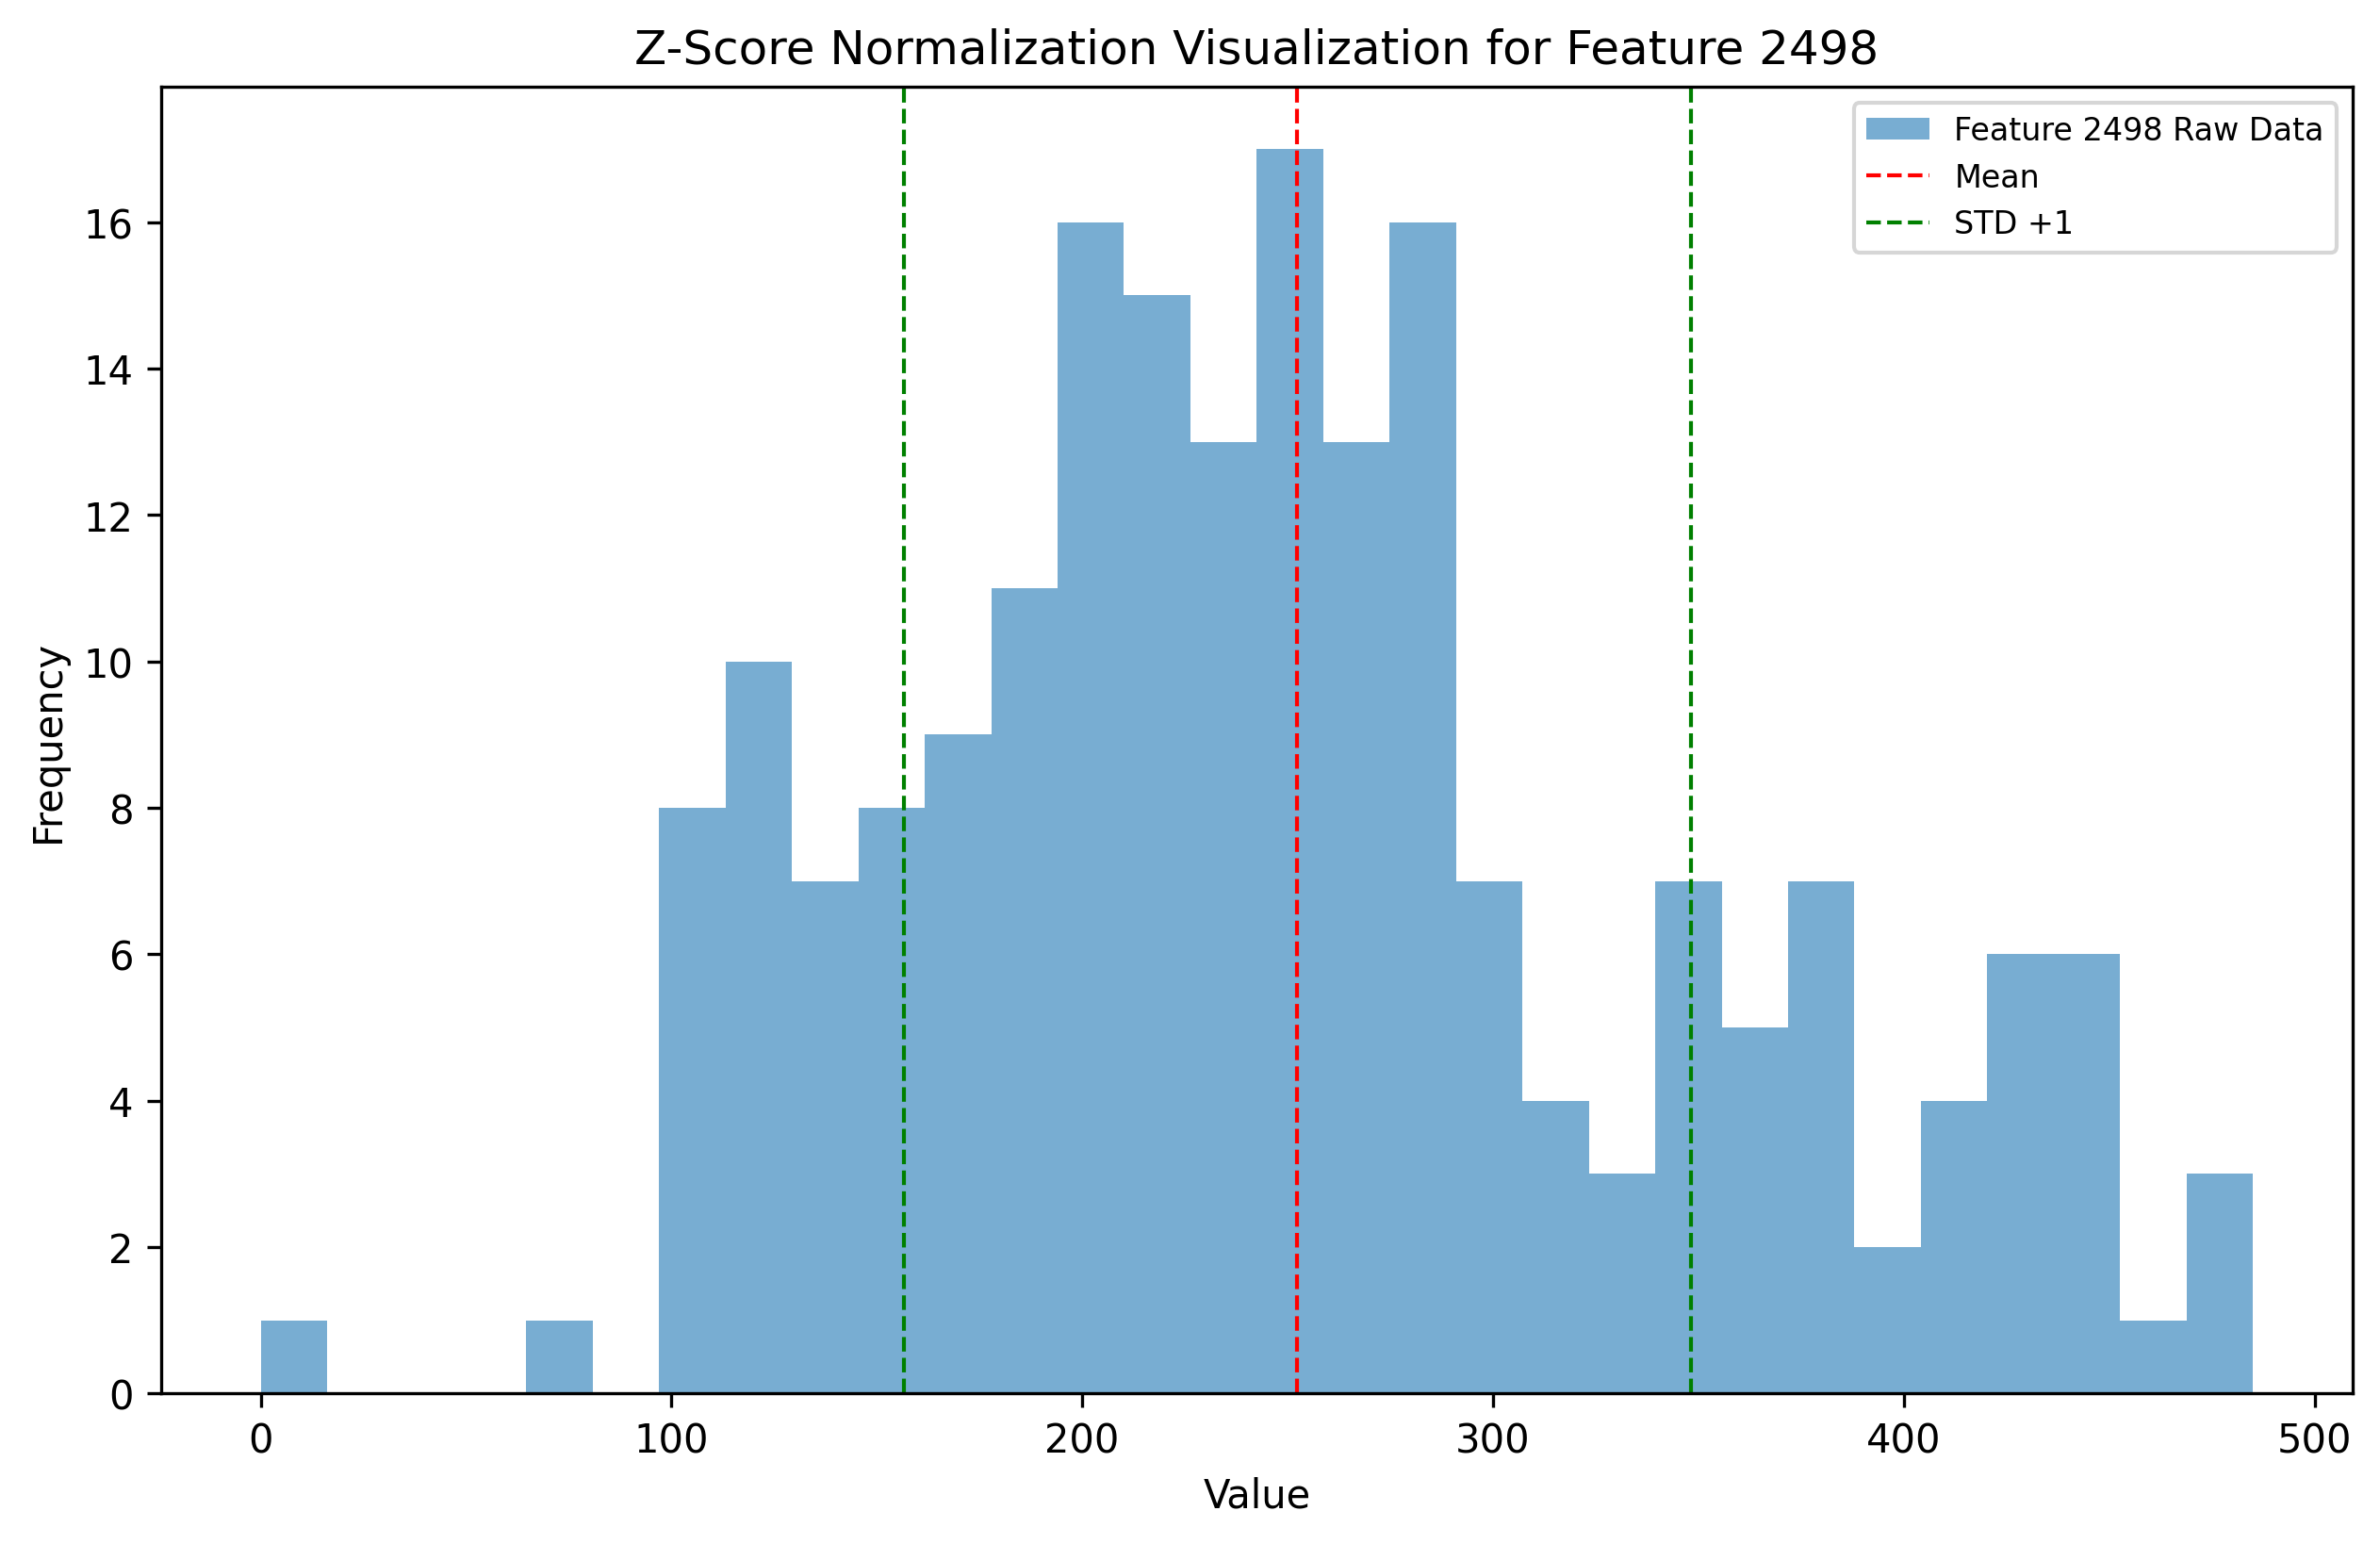 Z-Score Normalization Visualization for Feature 2498
Feature 2498 Raw Data
Mean
STD +1
16
14
12
10
8
6
4
2
0
Frequency
0 100 200 300 400 500
Value